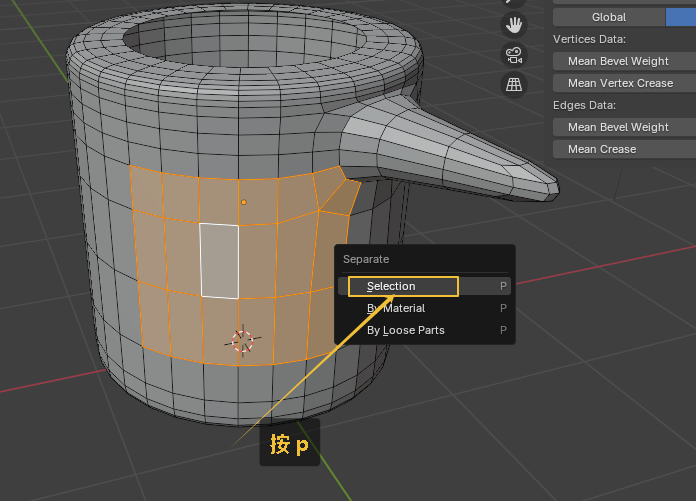 Global
Vertices Data:
Mean Bevel Weight
Mean Vertex Crease
Edges Data:
Mean Bevel Weight
Mean Crease
Separate
Selection P
By Material P
By Loose Parts P
按 p